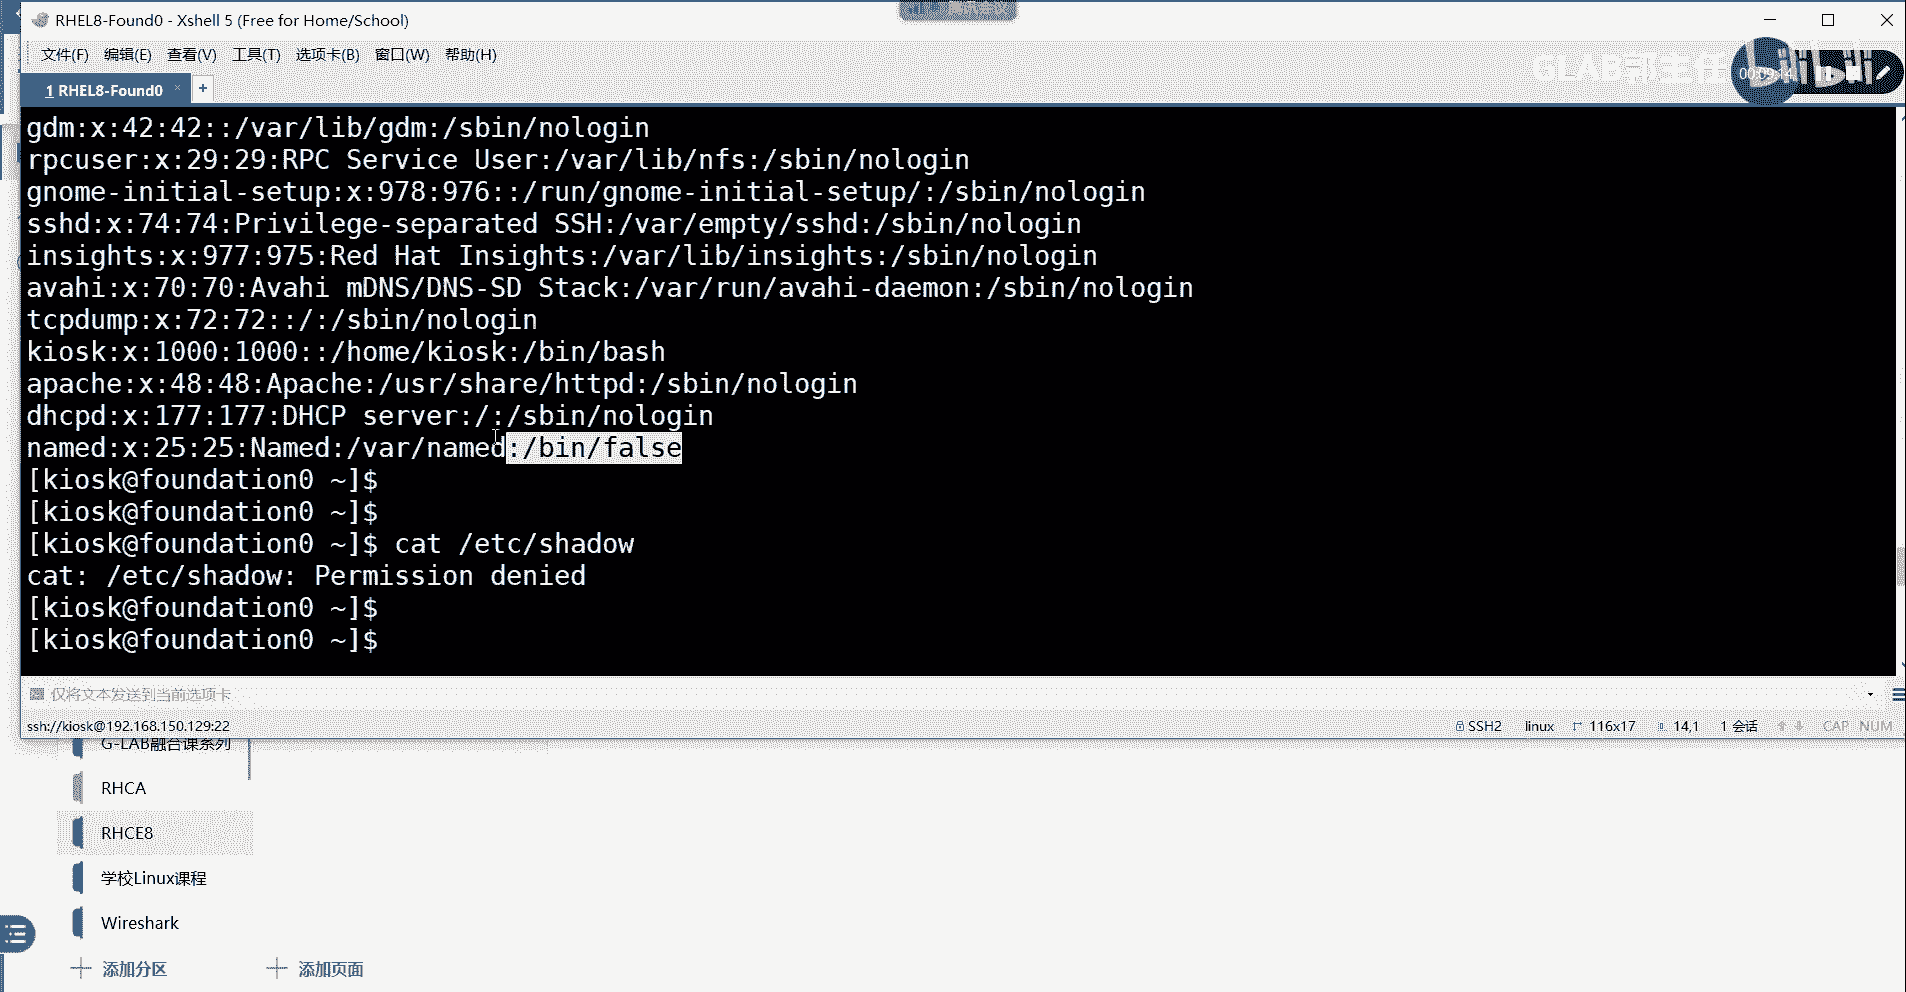 RHEL8-Found0 - Xshell 5 (Free for Home/School)
文件(F) 编辑(E) 查看(V) 工具(T) 选项卡(B) 窗口(W) 帮助(H)
GLAB郭主任
00:09:14
1 RHEL8-Found0 × +
gdm:x:42:42::/var/lib/gdm:/sbin/nologin
rpcuser:x:29:29:RPC Service User:/var/lib/nfs:/sbin/nologin
gnome-initial-setup:x:978:976::/run/gnome-initial-setup/:/sbin/nologin
sshd:x:74:74:Privilege-separated SSH:/var/empty/sshd:/sbin/nologin
insights:x:977:975:Red Hat Insights:/var/lib/insights:/sbin/nologin
avahi:x:70:70:Avahi mDNS/DNS-SD Stack:/var/run/avahi-daemon:/sbin/nologin
tcpdump:x:72:72::/:/sbin/nologin
kiosk:x:1000:1000::/home/kiosk:/bin/bash
apache:x:48:48:Apache:/usr/share/httpd:/sbin/nologin
dhcpd:x:177:177:DHCP server:/:/sbin/nologin
named:x:25:25:Named:/var/named:/bin/false
[kiosk@foundation0 ~]$
[kiosk@foundation0 ~]$
[kiosk@foundation0 ~]$ cat /etc/shadow
cat: /etc/shadow: Permission denied
[kiosk@foundation0 ~]$
[kiosk@foundation0 ~]$
仅将文本发送到当前选项卡
ssh://kiosk@192.168.150.129:22 SSH2 linux 116x17 14,1 1 会话 CAP NUM
G-LAB融合课系列
RHCA
RHCE8
学校Linux课程
Wireshark
添加分区 添加页面